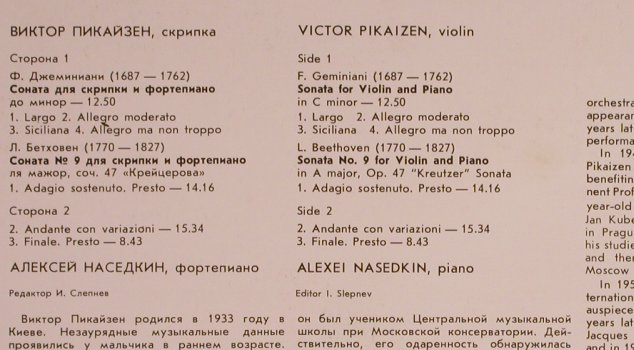 ВИКТОР ПИКАЙЗЕН, скрипка
Сторона 1
Ф. Джеминиани (1687 — 1762)
Соната для скрипки и фортепиано
до минор — 12.50
1. Largo 2. Allegro moderato
3. Siciliana 4. Allegro ma non troppo
Л. Бетховен (1770 — 1827)
Соната № 9 для скрипки и фортепиано
ля мажор, соч. 47 «Крейцерова»
1. Adagio sostenuto. Presto — 14.16
Сторона 2
2. Andante con variazioni — 15.34
3. Finale. Presto — 8.43
АЛЕКСЕЙ НАСЕДКИН, фортепиано
Редактор И. Слепнев
Виктор Пикайзен родился в 1933 году в
Киеве. Незаурядные музыкальные данные
проявились у мальчика в раннем возрасте.
VICTOR PIKAIZEN, violin
Side 1
F. Geminiani (1687 — 1762)
Sonata for Violin and Piano
in C minor — 12.50
1. Largo 2. Allegro moderato
3. Siciliana 4. Allegro ma non troppo
L. Beethoven (1770 — 1827)
Sonata No. 9 for Violin and Piano
in A major, Op. 47 "Kreutzer" Sonata
1. Adagio sostenuto. Presto — 14.16
Side 2
2. Andante con variazioni — 15.34
3. Finale. Presto — 8.43
ALEXEI NASEDKIN, piano
Editor I. Slepnev
он был учеником Центральной музыкальной
школы при Московской консерватории. Дей-
ствительно, его одаренность обнаружилась
orchestra
appearan
years late
performa
In 194
Pikaizen
benefiting
nent Prof
year-old
Jan Kube
in Pragu
his studie
and then
Moscow
In 195
ternation
auspices
years late
Jacques
and in 19